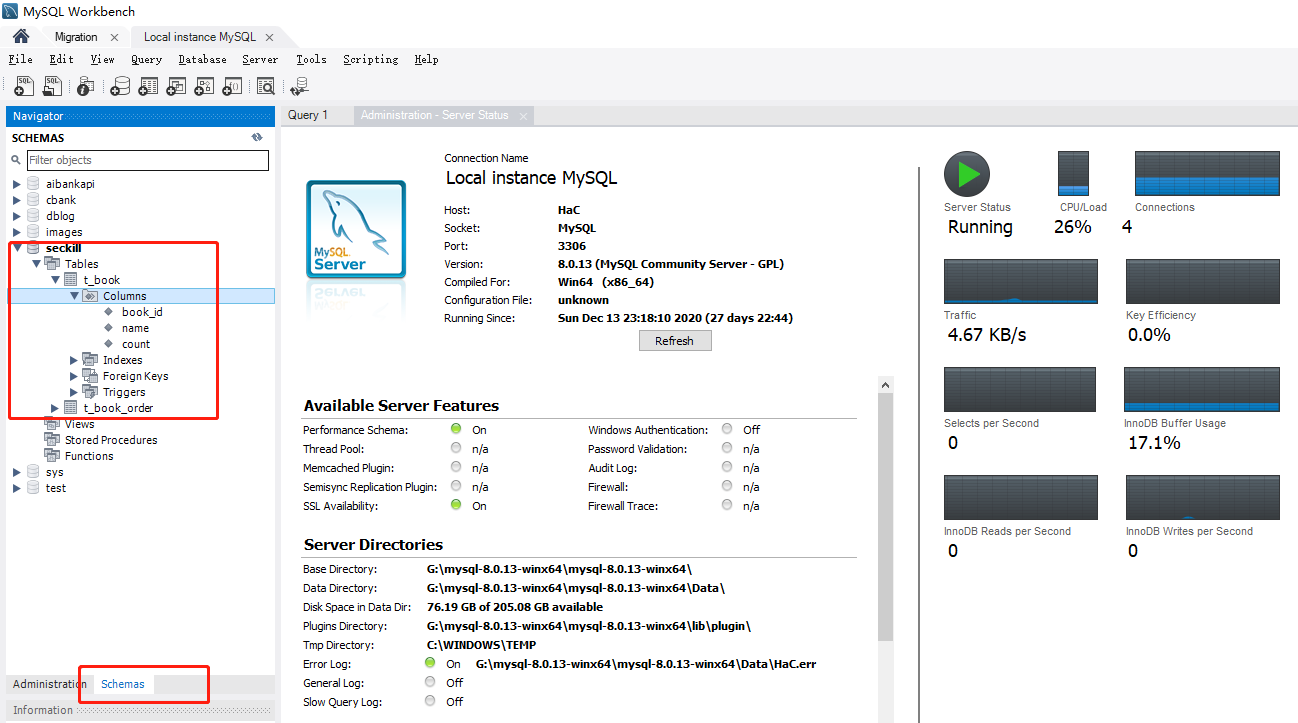 MySQL Workbench
Migration
Local instance MySQL
File Edit View Query Database Server Tools Scripting Help
Navigator
SCHEMAS
Filter objects
aibankapi
cbank
dblog
images
seckill
Tables
t_book
Columns
book_id
name
count
Indexes
Foreign Keys
Triggers
t_book_order
Views
Stored Procedures
Functions
sys
test
Administration Schemas
Information
Query 1
Administration - Server Status
Connection Name
Local instance MySQL
Host: HaC
Socket: MySQL
Port: 3306
Version: 8.0.13 (MySQL Community Server - GPL)
Compiled For: Win64 (x86_64)
Configuration File: unknown
Running Since: Sun Dec 13 23:18:10 2020 (27 days 22:44)
Refresh
MySQL
Server
Available Server Features
Performance Schema: On Windows Authentication: Off
Thread Pool: n/a Password Validation: n/a
Memcached Plugin: n/a Audit Log: n/a
Semisync Replication Plugin: n/a Firewall: n/a
SSL Availability: On Firewall Trace: n/a
Server Directories
Base Directory: G:\mysql-8.0.13-winx64\mysql-8.0.13-winx64\
Data Directory: G:\mysql-8.0.13-winx64\mysql-8.0.13-winx64\Data\
Disk Space in Data Dir: 76.19 GB of 205.08 GB available
Plugins Directory: G:\mysql-8.0.13-winx64\mysql-8.0.13-winx64\lib\plugin\
Tmp Directory: C:\WINDOWS\TEMP
Error Log: On G:\mysql-8.0.13-winx64\mysql-8.0.13-winx64\Data\HaC.err
General Log: Off
Slow Query Log: Off
Server Status CPU/Load Connections
Running 26% 4
Traffic Key Efficiency
4.67 KB/s 0.0%
Selects per Second InnoDB Buffer Usage
0 17.1%
InnoDB Reads per Second InnoDB Writes per Second
0 0